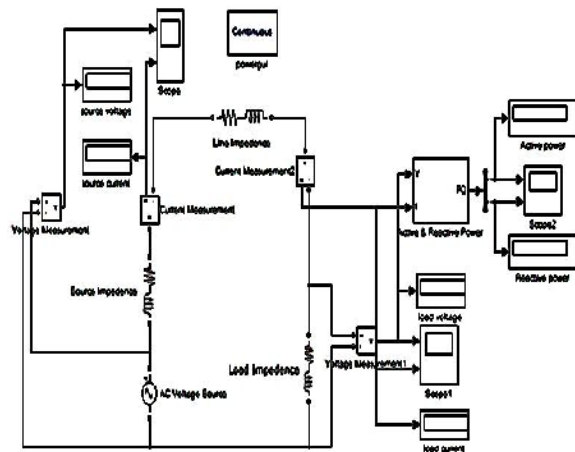 Continuous
powergui
Scope
source voltage
source current
Line Impedance
Current Measurement2
Active power
V
I
PQ
Active & Reactive Power
Scope2
Reactive power
Voltage Measurement
Current Measurement
Source Impedance
load voltage
Load Impedance
Voltage Measurement1
Scope1
AC Voltage Source
load current